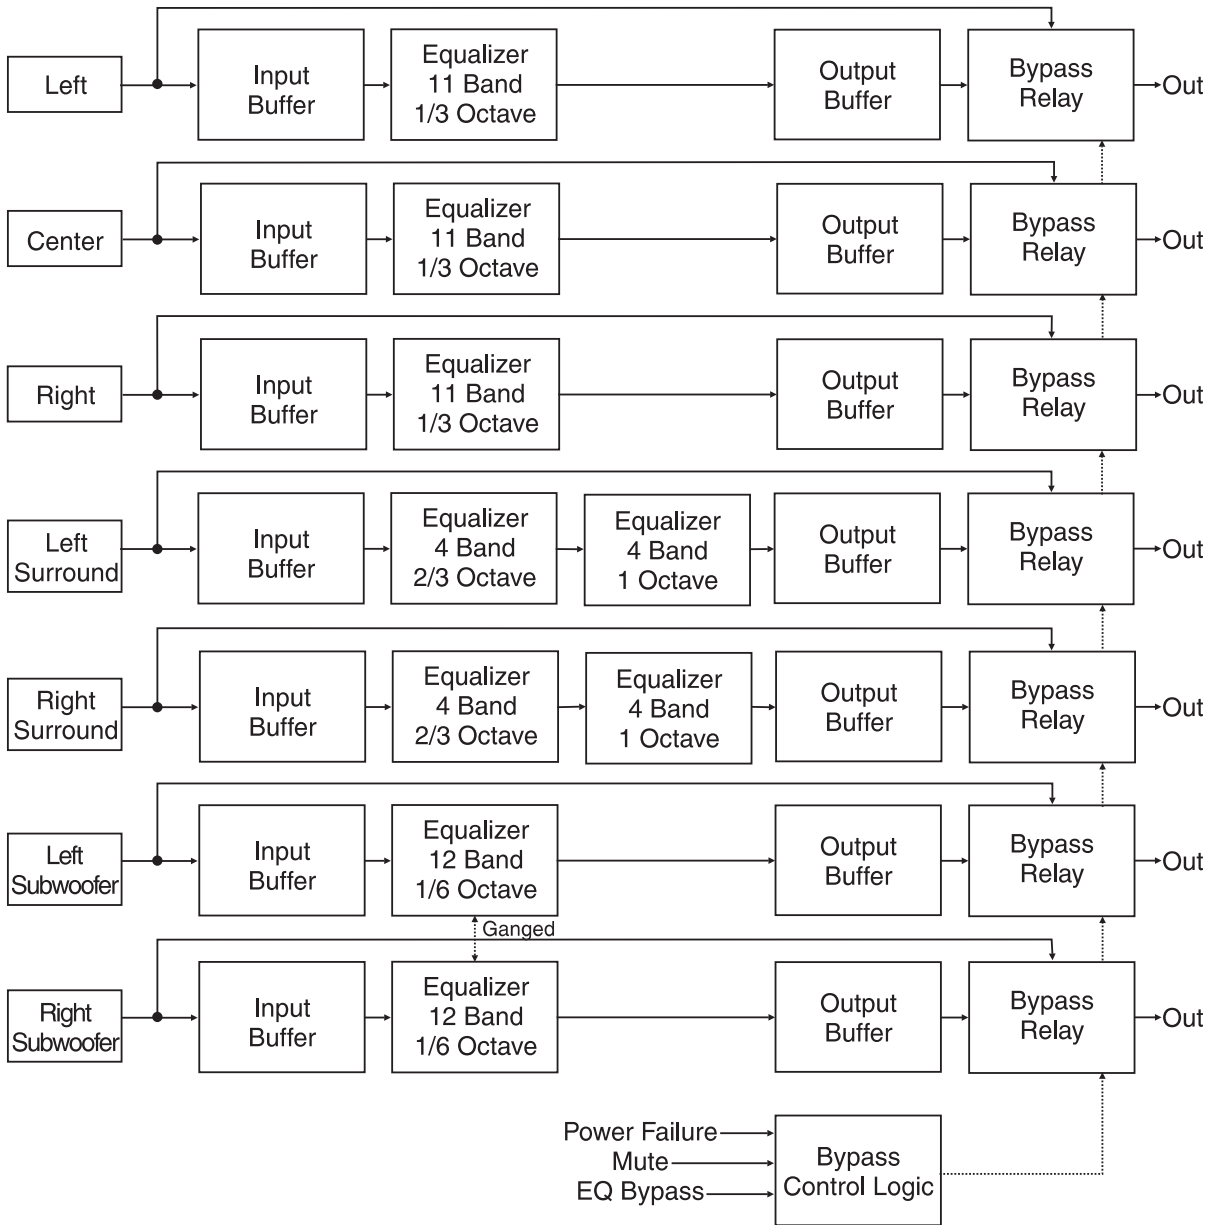 Left
Input
Buffer
Equalizer
11 Band
1/3 Octave
Output
Buffer
Bypass
Relay
Out
Center
Input
Buffer
Equalizer
11 Band
1/3 Octave
Output
Buffer
Bypass
Relay
Out
Right
Input
Buffer
Equalizer
11 Band
1/3 Octave
Output
Buffer
Bypass
Relay
Out
Left
Surround
Input
Buffer
Equalizer
4 Band
2/3 Octave
Equalizer
4 Band
1 Octave
Output
Buffer
Bypass
Relay
Out
Right
Surround
Input
Buffer
Equalizer
4 Band
2/3 Octave
Equalizer
4 Band
1 Octave
Output
Buffer
Bypass
Relay
Out
Left
Subwoofer
Input
Buffer
Equalizer
12 Band
1/6 Octave
Output
Buffer
Bypass
Relay
Out
Ganged
Right
Subwoofer
Input
Buffer
Equalizer
12 Band
1/6 Octave
Output
Buffer
Bypass
Relay
Out
Power Failure
Mute
EQ Bypass
Bypass
Control Logic